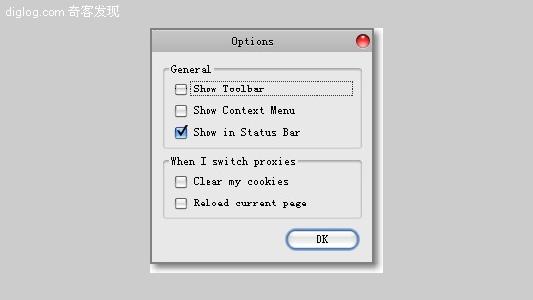 diglog.com 奇客发现
Options
General
Show Toolbar
Show Context Menu
Show in Status Bar
When I switch proxies
Clear my cookies
Reload current page
OK